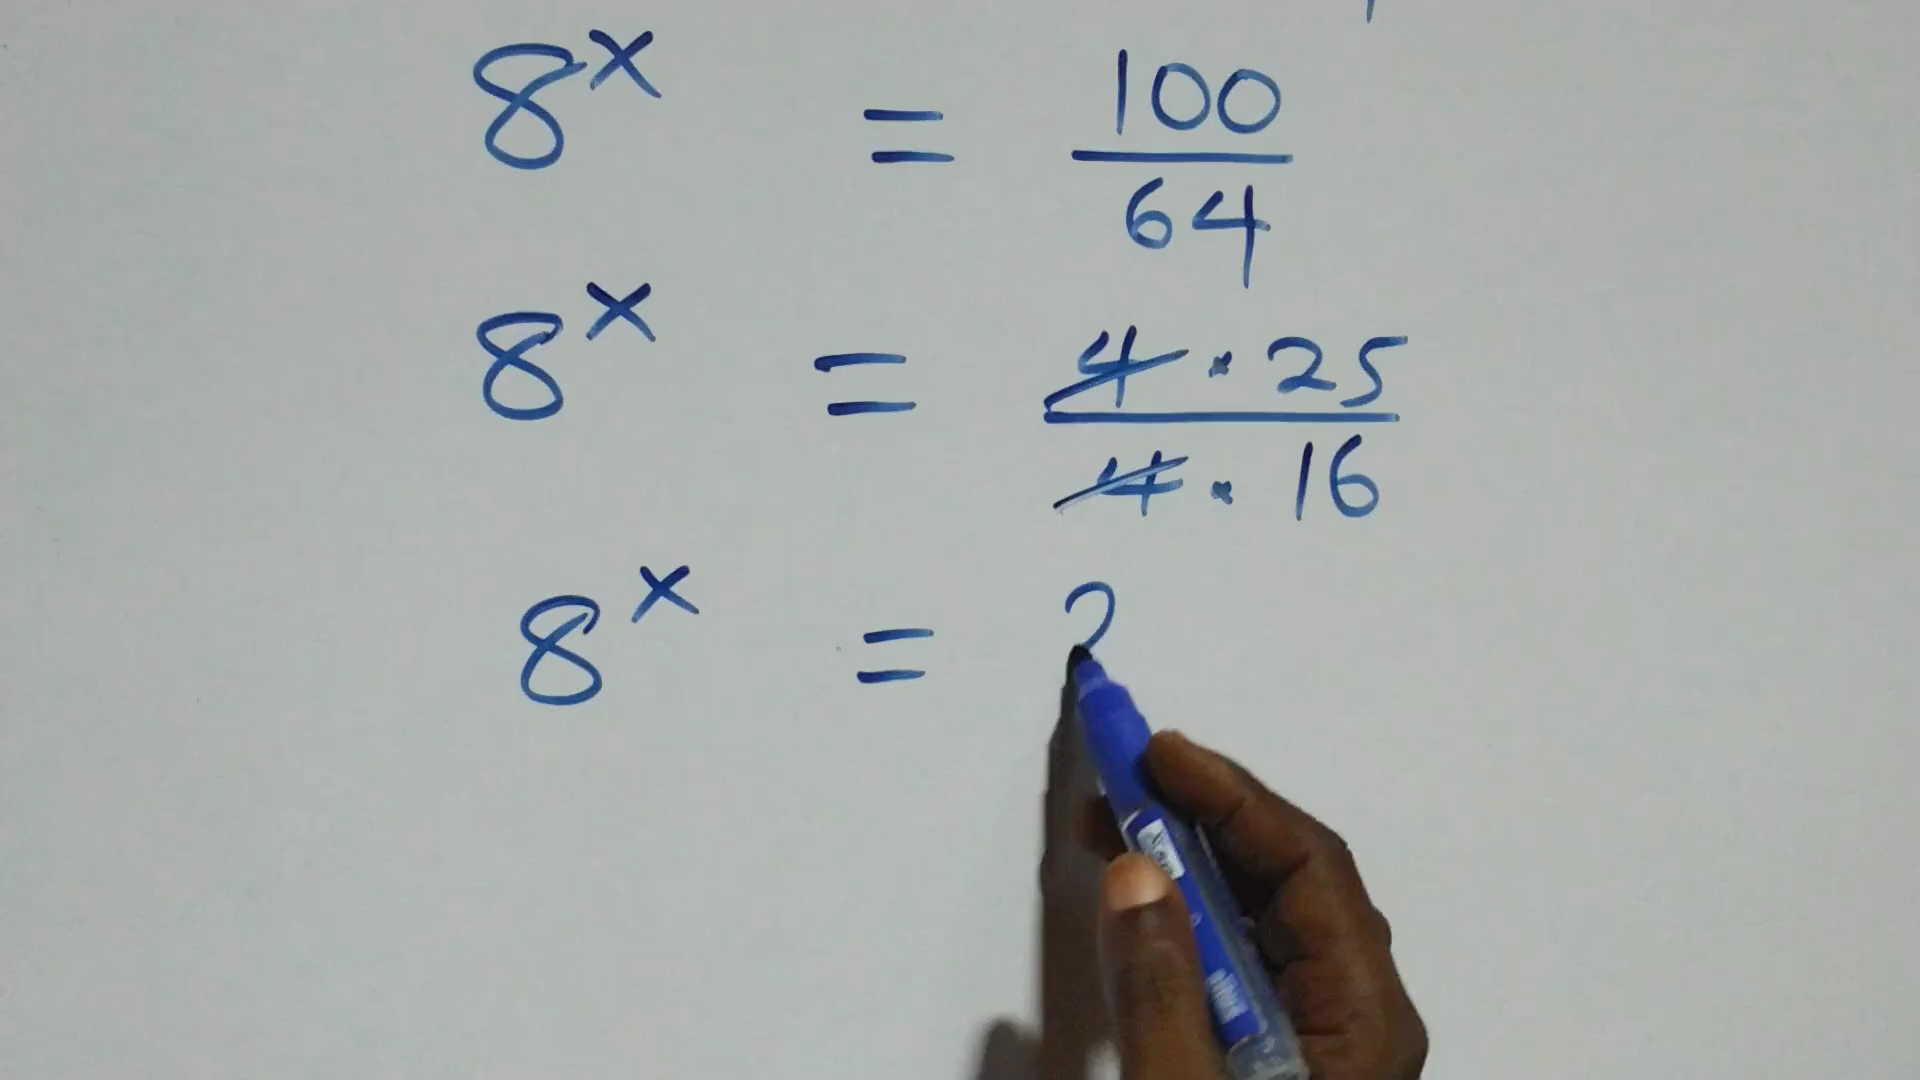 8^x = 100/64
8^x = 4·25/4·16
8^x = 2